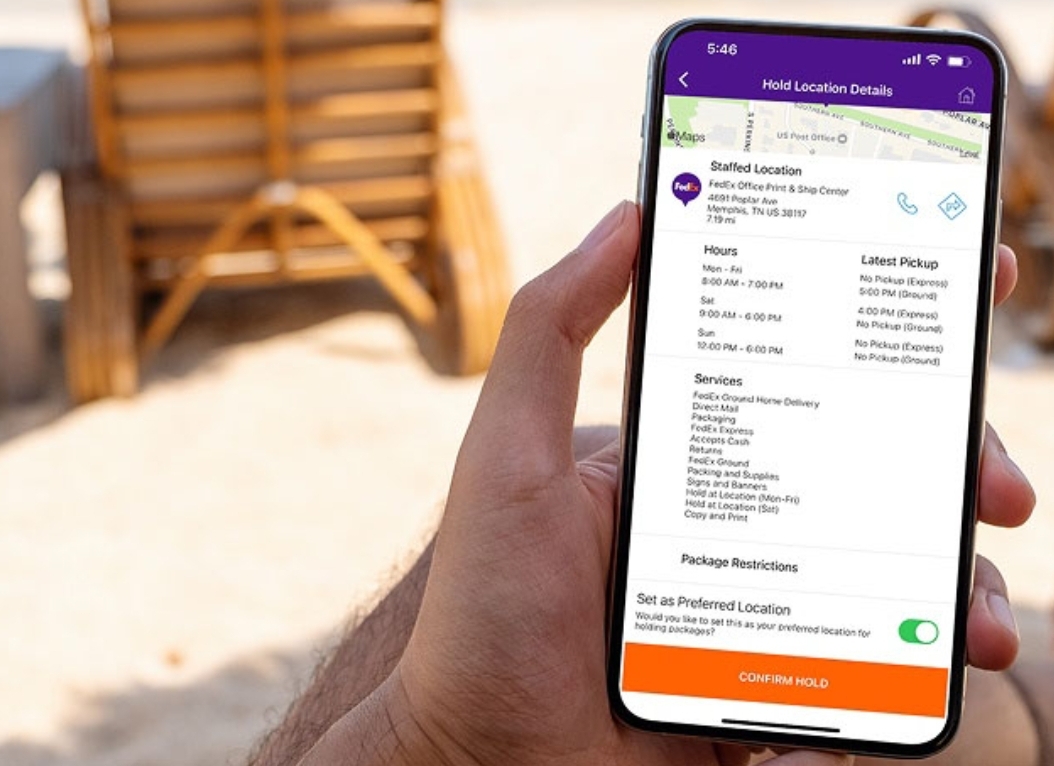 5:46
Hold Location Details
SOUTHERN AVE
SOUTHERN AVE
SOUTHERN AVE
S PERKINS
Maps
US Post Office
Legal
Staffed Location
FedEx
FedEx Office Print & Ship Center
4691 Poplar Ave
Memphis, TN US 38117
7.19 mi
Hours
Latest Pickup
Mon - Fri
No Pickup (Express)
8:00 AM - 7:00 PM
5:00 PM (Ground)
Sat
4:00 PM (Express)
9:00 AM - 6:00 PM
No Pickup (Ground)
Sun
No Pickup (Express)
12:00 PM - 6:00 PM
No Pickup (Ground)
Services
FedEx Ground Home Delivery
Direct Mail
Packaging
FedEx Express
Accepts Cash
Returns
FedEx Ground
Packing and Supplies
Signs and Banners
Hold at Location (Mon-Fri)
Hold at Location (Sat)
Copy and Print
Package Restrictions
Set as Preferred Location
Would you like to set this as your preferred location for
holding packages?
CONFIRM HOLD